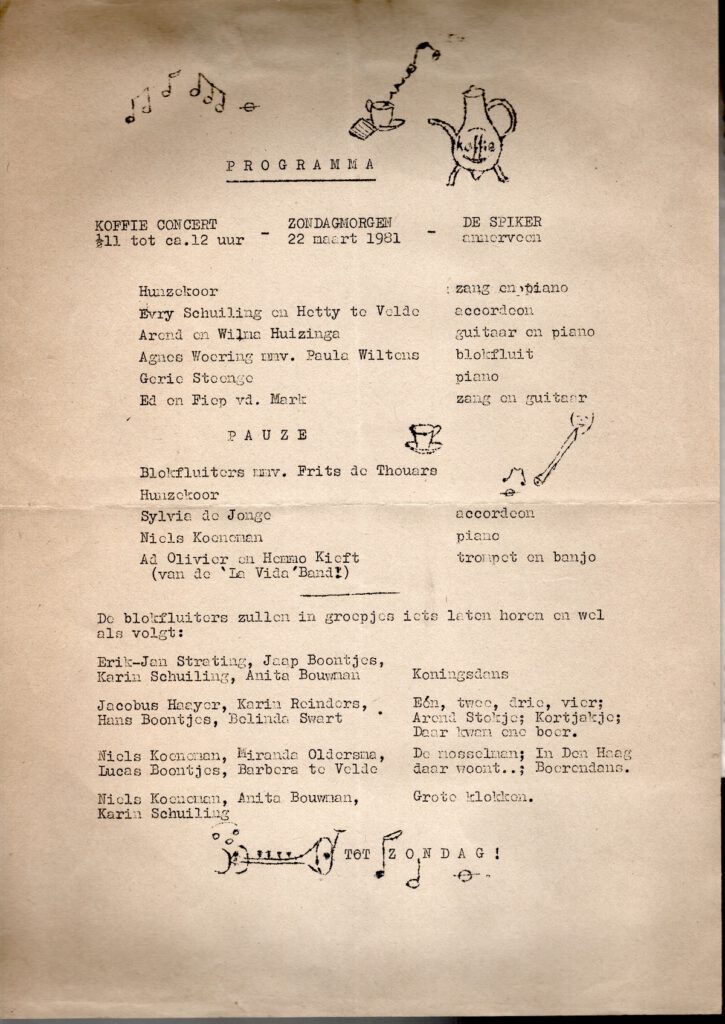 koffie
PROGRAMMA
KOFFIE CONCERT - ZONDAGMORGEN - DE SPIKER
½11 tot ca.12 uur 22 maart 1981 annerveen
Hunzekoor : zang en piano
Evry Schuiling en Hetty te Velde accordeon
Arend en Wilma Huizinga guitaar en piano
Agnes Woering mmv. Paula Wiltens blokfluit
Gerie Steenge piano
Ed en Fiep vd. Mark zang en guitaar
PAUZE
Blokfluiters mmv. Frits de Thouars
Hunzekoor
Sylvia de Jonge accordeon
Niels Koeneman piano
Ad Olivier en Hemmo Kieft trompet en banjo
(van de 'La Vida'Band!)
De blokfluiters zullen in groepjes iets laten horen en wel
als volgt:
Erik-Jan Strating, Jaap Boontjes,
Karin Schuiling, Anita Bouwman Koningsdans
Jacobus Haayer, Karin Reinders, Eén, twee, drie, vier;
Hans Boontjes, Belinda Swart Arend Stokje; Kortjakje;
Daar kwam ene boer.
Niels Koeneman, Miranda Oldersma, De mosselman; In Den Haag
Lucas Boontjes, Barbera te Velde daar woont..; Boerendans.
Niels Koeneman, Anita Bouwman, Grote klokken.
Karin Schuiling
TOT ZONDAG!